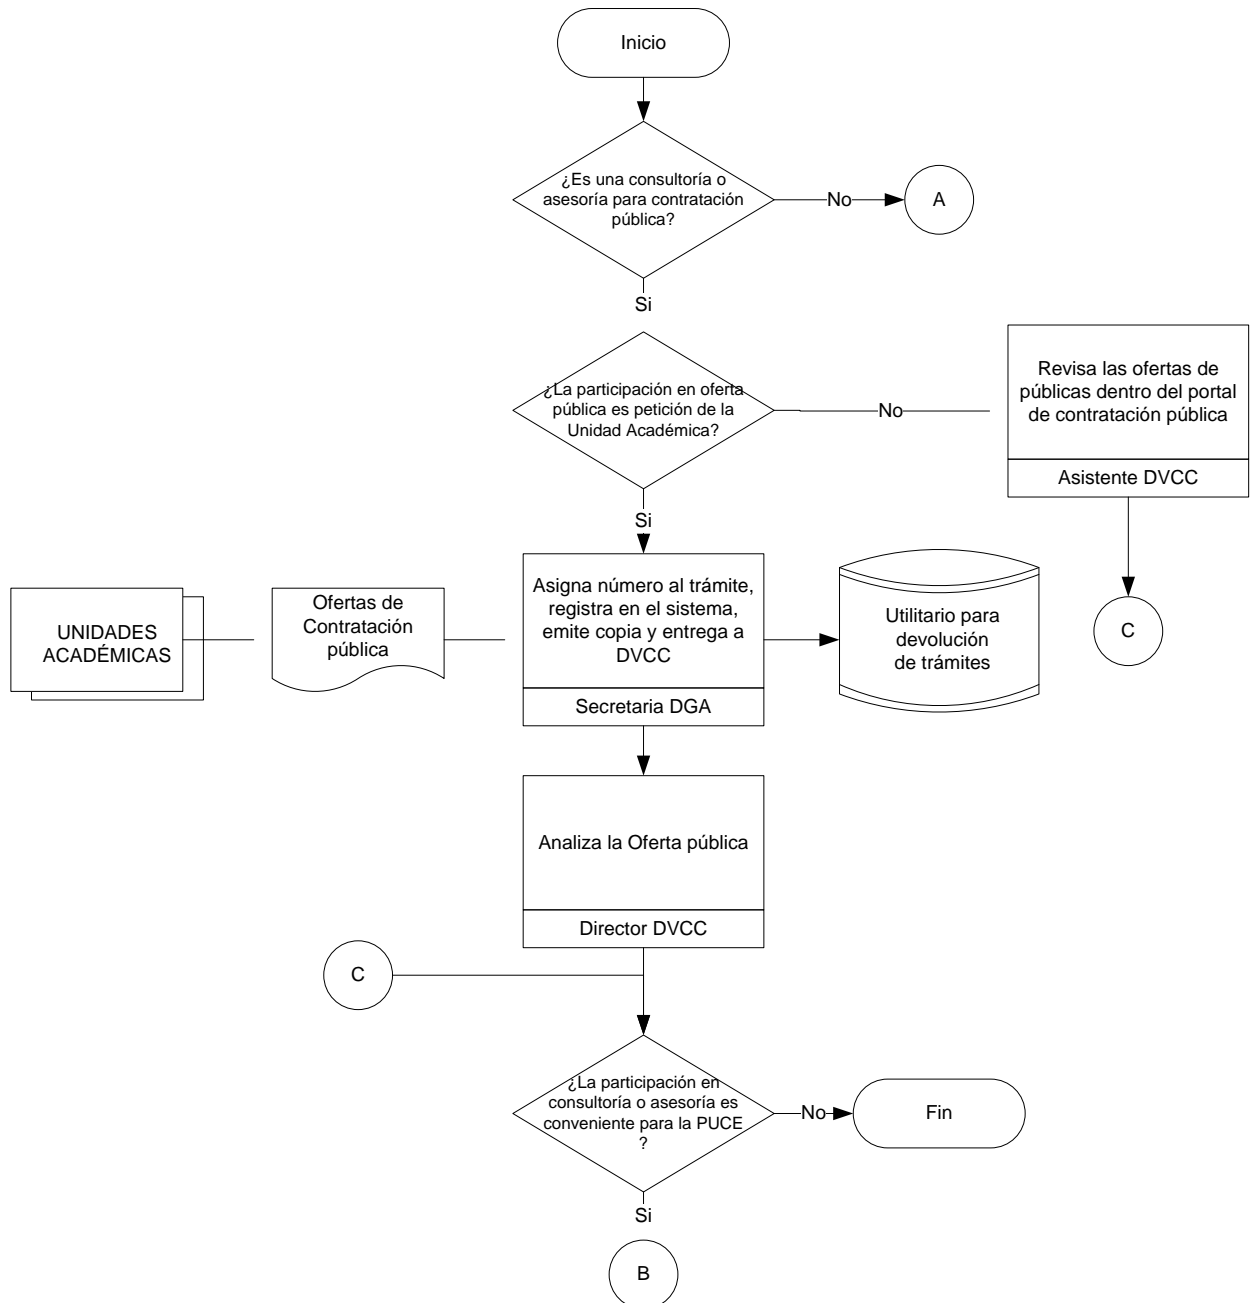 Inicio
¿Es una consultoría o
asesoría para contratación
pública?
No
A
Si
¿La participación en oferta
pública es petición de la
Unidad Académica?
No
Revisa las ofertas de
públicas dentro del portal
de contratación pública
Asistente DVCC
Si
UNIDADES
ACADÉMICAS
Ofertas de
Contratación
pública
Asigna número al trámite,
registra en el sistema,
emite copia y entrega a
DVCC
Secretaria DGA
Utilitario para
devolución
de trámites
C
Analiza la Oferta pública
Director DVCC
C
¿La participación en
consultoría o asesoría es
conveniente para la PUCE
?
No
Fin
Si
B